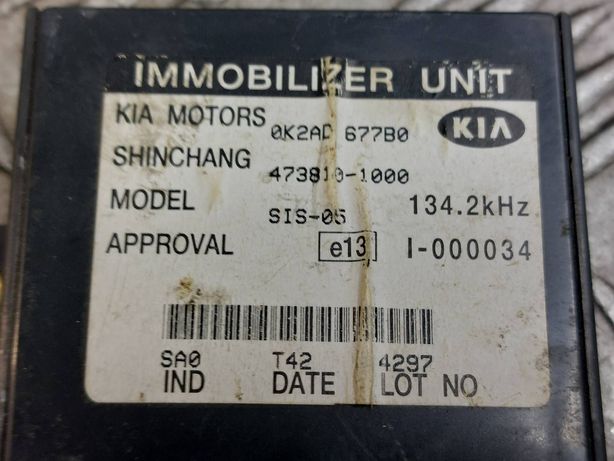 IMMOBILIZER UNIT
KIA MOTORS 0K2AD 677B0 KIA
SHINCHANG 473810-1000
MODEL SIS-05 134.2kHz
APPROVAL e13 I-000034
SA0 T42 4297
IND DATE LOT NO